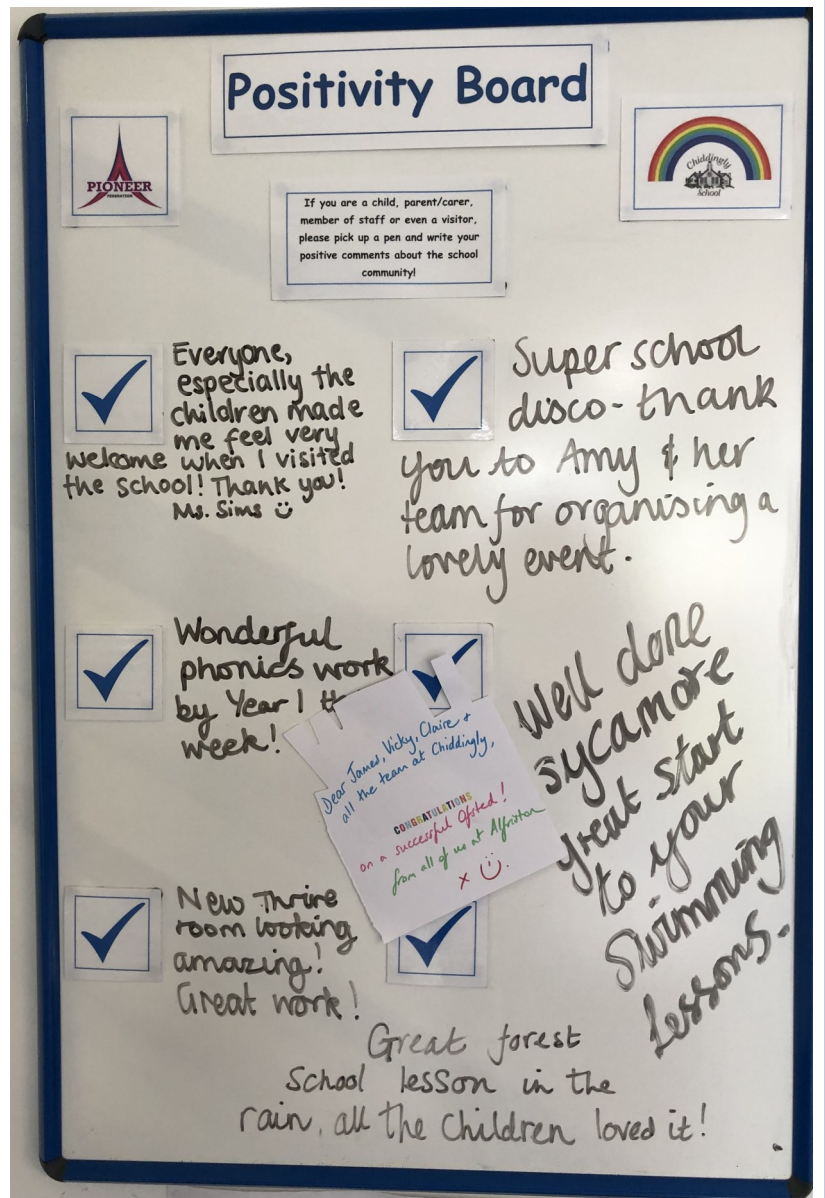 Positivity Board
PIONEER
FEDERATION
Chiddingly
School
If you are a child, parent/carer,
member of staff or even a visitor,
please pick up a pen and write your
positive comments about the school
community!
Everyone,
especially the
children made
me feel very
welcome when I visited
the school! Thank you!
Ms. Sims
Super school
disco - thank
you to Amy & her
team for organising a
lovely event.
Wonderful
phonics work
by Year 1
week!
Dear James, Vicky, Claire &
all the team at Chiddingly,
CONGRATULATIONS
on a successful Ofsted!
from all of us at Alfriston
x
Well done
sycamore
great start
to your
Swimming
Lessons.
New Thrive
room looking
amazing!
Great work!
Great forest
School lesson in the
rain, all the children loved it!